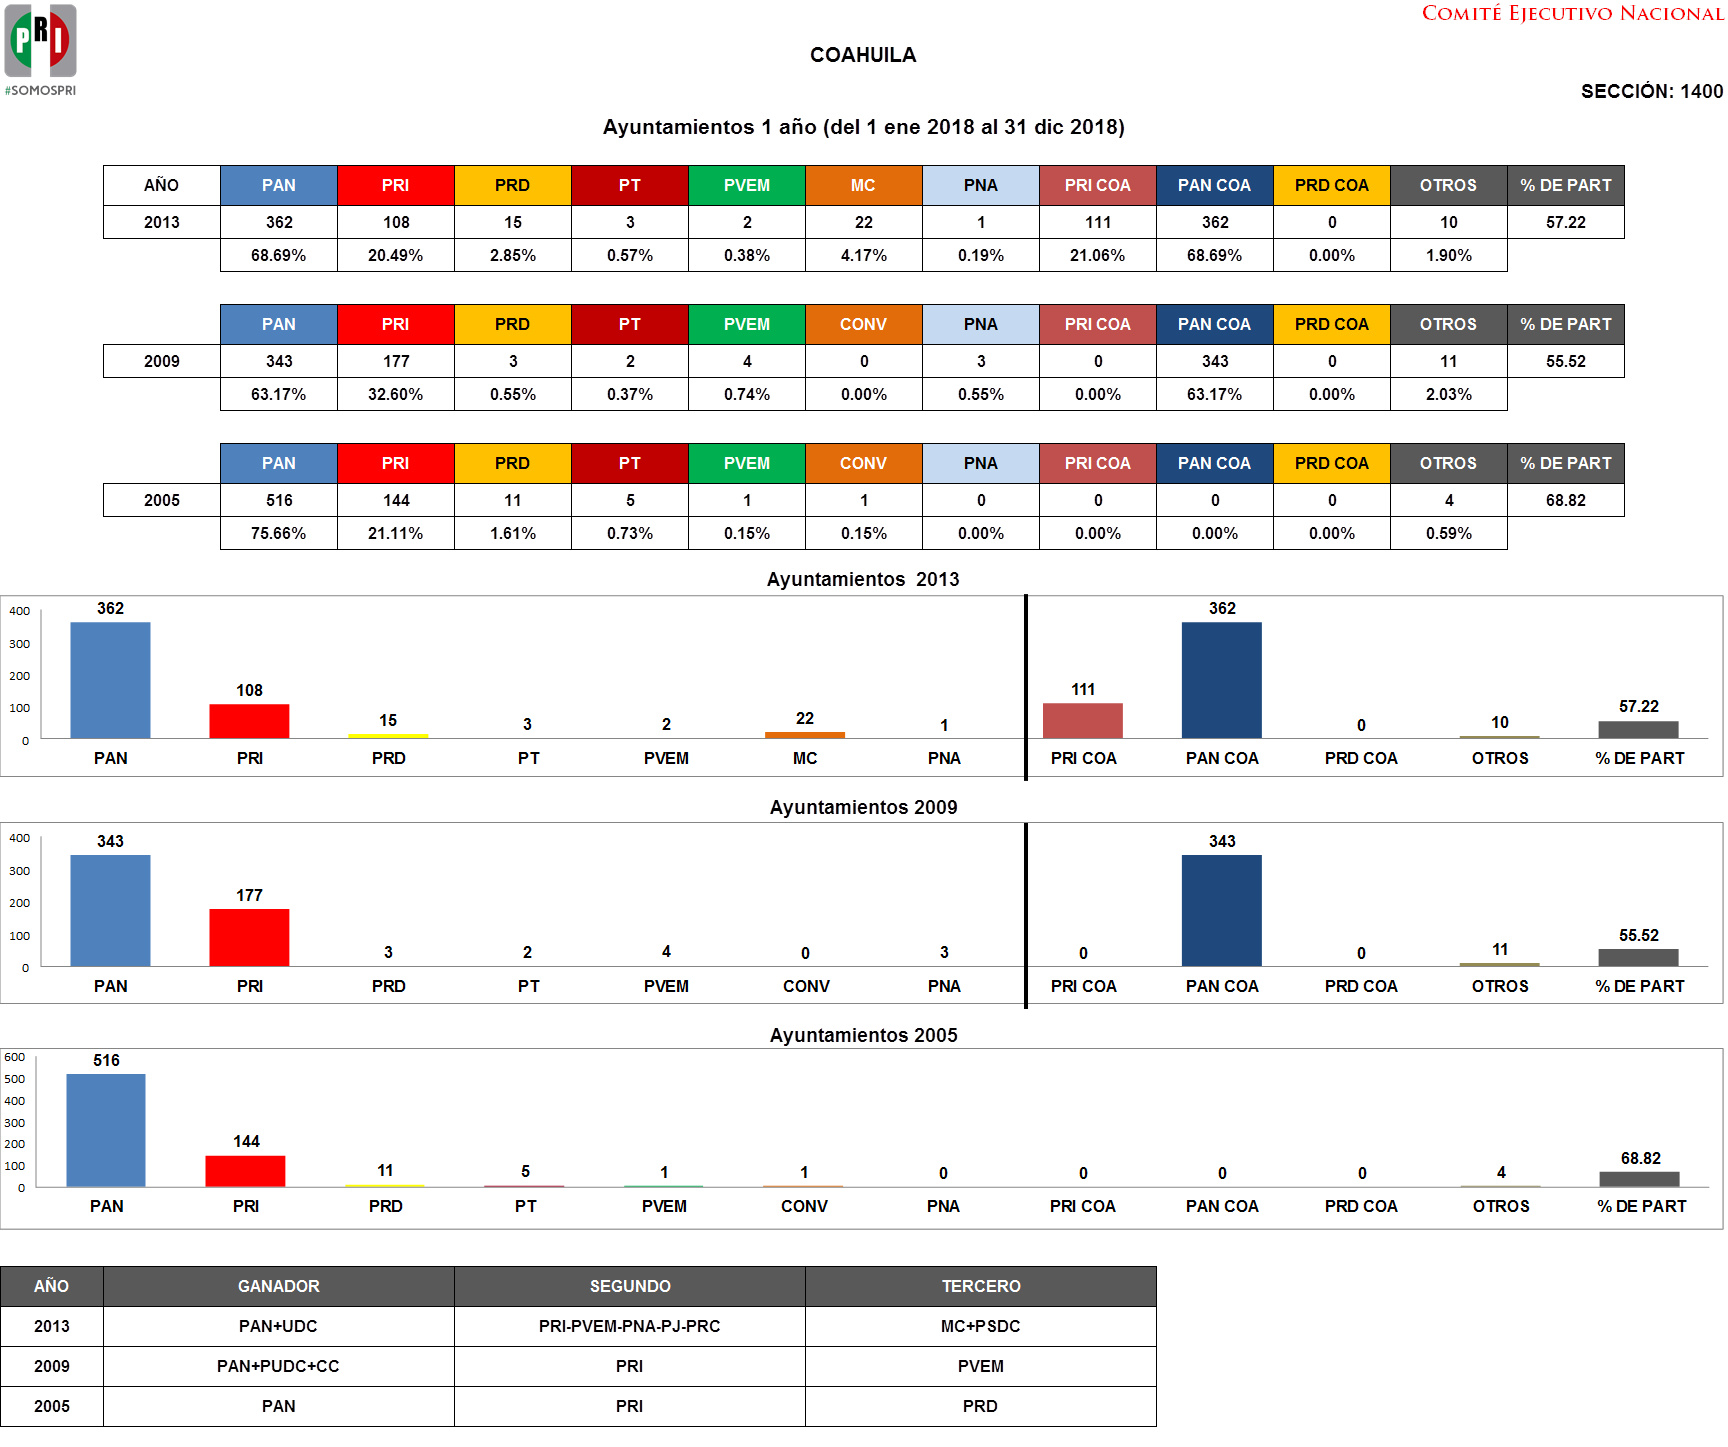 COMITÉ EJECUTIVO NACIONAL
PRI
#SOMOSPRI
COAHUILA
SECCIÓN: 1400
Ayuntamientos 1 año (del 1 ene 2018 al 31 dic 2018)
AÑO PAN PRI PRD PT PVEM MC PNA PRI COA PAN COA PRD COA OTROS % DE PART
2013 362 108 15 3 2 22 1 111 362 0 10 57.22
68.69% 20.49% 2.85% 0.57% 0.38% 4.17% 0.19% 21.06% 68.69% 0.00% 1.90%
PAN PRI PRD PT PVEM CONV PNA PRI COA PAN COA PRD COA OTROS % DE PART
2009 343 177 3 2 4 0 3 0 343 0 11 55.52
63.17% 32.60% 0.55% 0.37% 0.74% 0.00% 0.55% 0.00% 63.17% 0.00% 2.03%
PAN PRI PRD PT PVEM CONV PNA PRI COA PAN COA PRD COA OTROS % DE PART
2005 516 144 11 5 1 1 0 0 0 0 4 68.82
75.66% 21.11% 1.61% 0.73% 0.15% 0.15% 0.00% 0.00% 0.00% 0.00% 0.59%
Ayuntamientos 2013
400
300
200
100
0
362 108 15 3 2 22 1 111 362 0 10 57.22
PAN PRI PRD PT PVEM MC PNA PRI COA PAN COA PRD COA OTROS % DE PART
Ayuntamientos 2009
400
300
200
100
0
343 177 3 2 4 0 3 0 343 0 11 55.52
PAN PRI PRD PT PVEM CONV PNA PRI COA PAN COA PRD COA OTROS % DE PART
Ayuntamientos 2005
600
500
400
300
200
100
0
516 144 11 5 1 1 0 0 0 0 4 68.82
PAN PRI PRD PT PVEM CONV PNA PRI COA PAN COA PRD COA OTROS % DE PART
AÑO GANADOR SEGUNDO TERCERO
2013 PAN+UDC PRI-PVEM-PNA-PJ-PRC MC+PSDC
2009 PAN+PUDC+CC PRI PVEM
2005 PAN PRI PRD